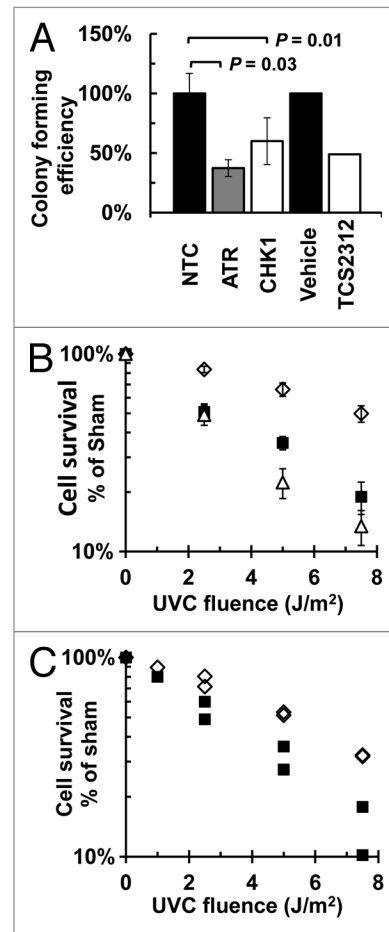 A
Colony forming
efficiency
150%
100%
50%
0%
P = 0.01
P = 0.03
NTC
ATR
CHK1
Vehicle
TCS2312
B
Cell survival
% of Sham
100%
10%
0 2 4 6 8
UVC fluence (J/m²)
C
Cell survival
% of sham
100%
10%
0 2 4 6 8
UVC fluence (J/m²)